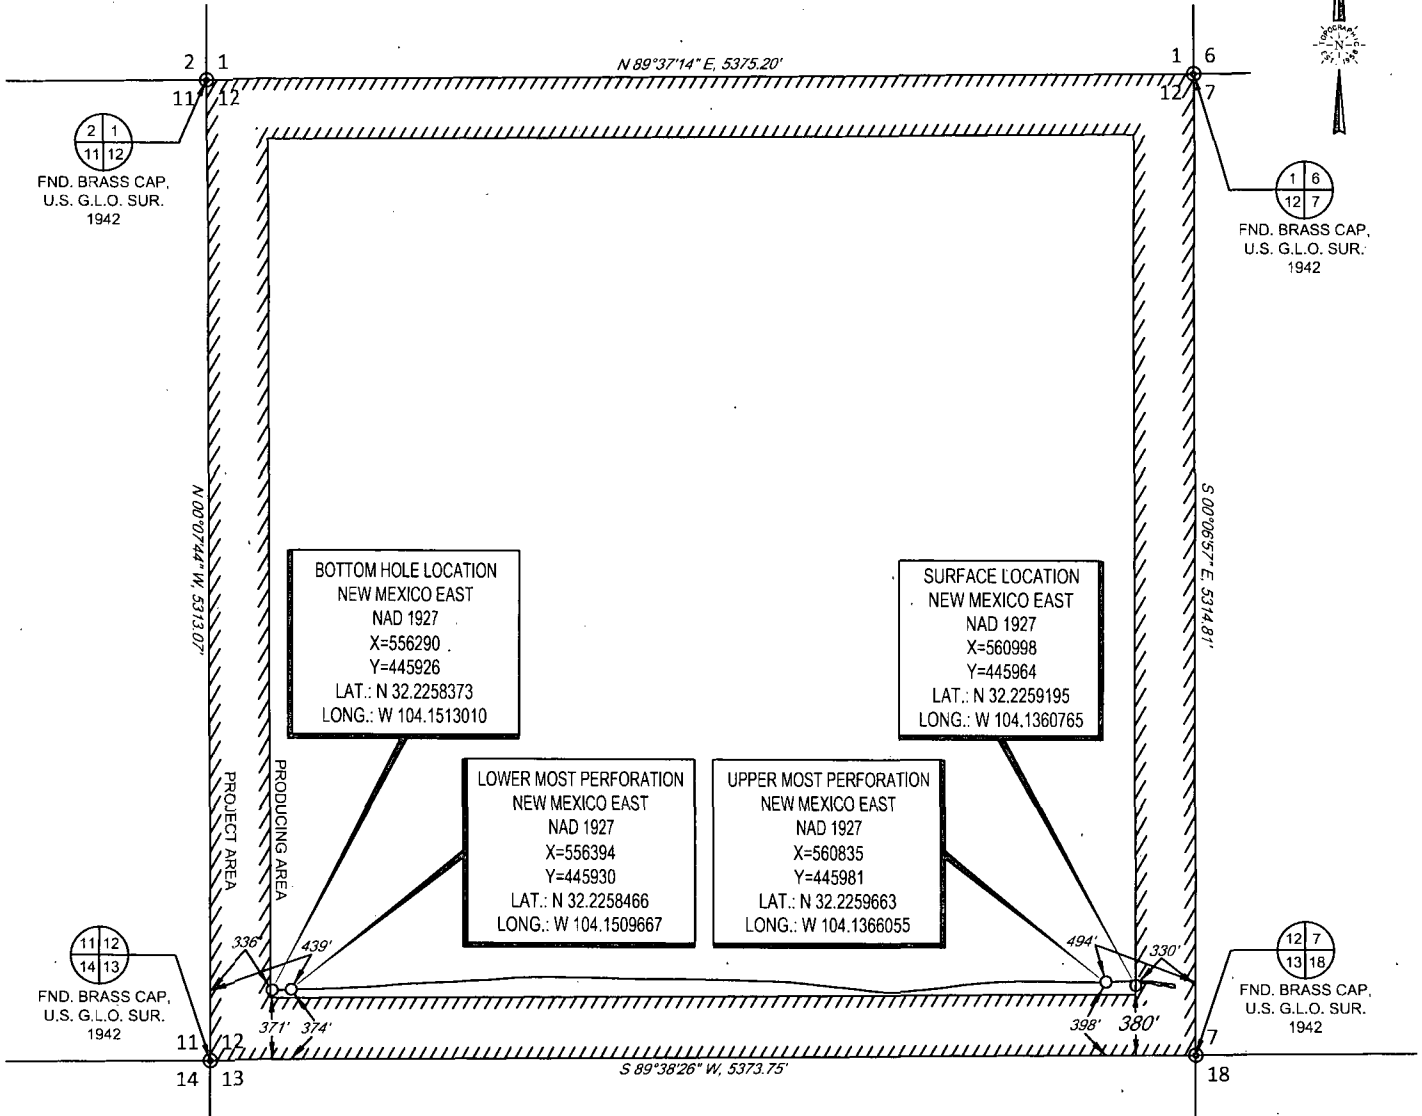 2 1
11 12
N 89°37'14" E, 5375.20'
1 6
12 7
TOPOGRAPHIC
N
EST. 1958
2 1
11 12
FND. BRASS CAP,
U.S. G.L.O. SUR.
1942
1 6
12 7
FND. BRASS CAP,
U.S. G.L.O. SUR.
1942
N 00°07'44" W, 5313.07'
S 00°06'57" E, 5314.81'
BOTTOM HOLE LOCATION
NEW MEXICO EAST
NAD 1927
X=556290
Y=445926
LAT.: N 32.2258373
LONG.: W 104.1513010
SURFACE LOCATION
NEW MEXICO EAST
NAD 1927
X=560998
Y=445964
LAT.: N 32.2259195
LONG.: W 104.1360765
LOWER MOST PERFORATION
NEW MEXICO EAST
NAD 1927
X=556394
Y=445930
LAT.: N 32.2258466
LONG.: W 104.1509667
UPPER MOST PERFORATION
NEW MEXICO EAST
NAD 1927
X=560835
Y=445981
LAT.: N 32.2259663
LONG.: W 104.1366055
PROJECT AREA
PRODUCING AREA
11 12
14 13
FND. BRASS CAP,
U.S. G.L.O. SUR.
1942
336'
439'
494'
330'
12 7
13 18
FND. BRASS CAP,
U.S. G.L.O. SUR.
1942
371'
374'
398'
380'
11 12
14 13
S 89°38'26" W, 5373.75'
7
18